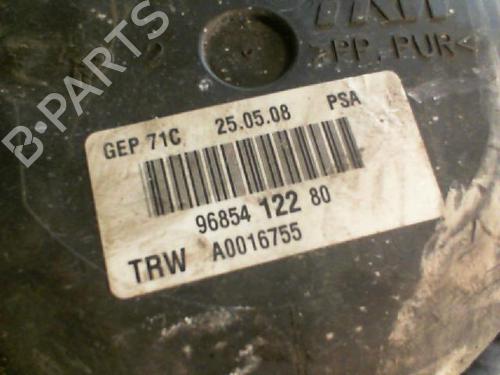 >PP. PUR<
GEP 71C 25.05.08 PSA
96854 122 80
TRW A0016755
B-PARTS